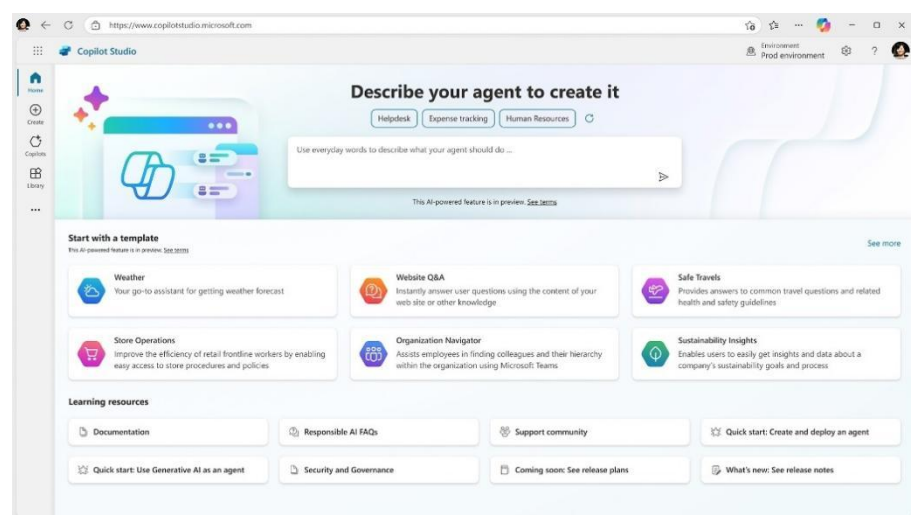 https://www.copilotstudio.microsoft.com
Copilot Studio
Environment
Prod environment
?
Home
Create
Copilots
Library
Describe your agent to create it
Helpdesk
Expense tracking
Human Resources
Use everyday words to describe what your agent should do ...
This AI-powered feature is in preview. See terms
Start with a template
This AI-powered feature is in preview. See terms
See more
Weather
Your go-to assistant for getting weather forecast
Website Q&A
Instantly answer user questions using the content of your
web site or other knowledge
Safe Travels
Provides answers to common travel questions and related
health and safety guidelines
Store Operations
Improve the efficiency of retail frontline workers by enabling
easy access to store procedures and policies
Organization Navigator
Assists employees in finding colleagues and their hierarchy
within the organization using Microsoft Teams
Sustainability Insights
Enables users to easily get insights and data about a
company's sustainability goals and process
Learning resources
Documentation
Responsible AI FAQs
Support community
Quick start: Create and deploy an agent
Quick start: Use Generative AI as an agent
Security and Governance
Coming soon: See release plans
What's new: See release notes